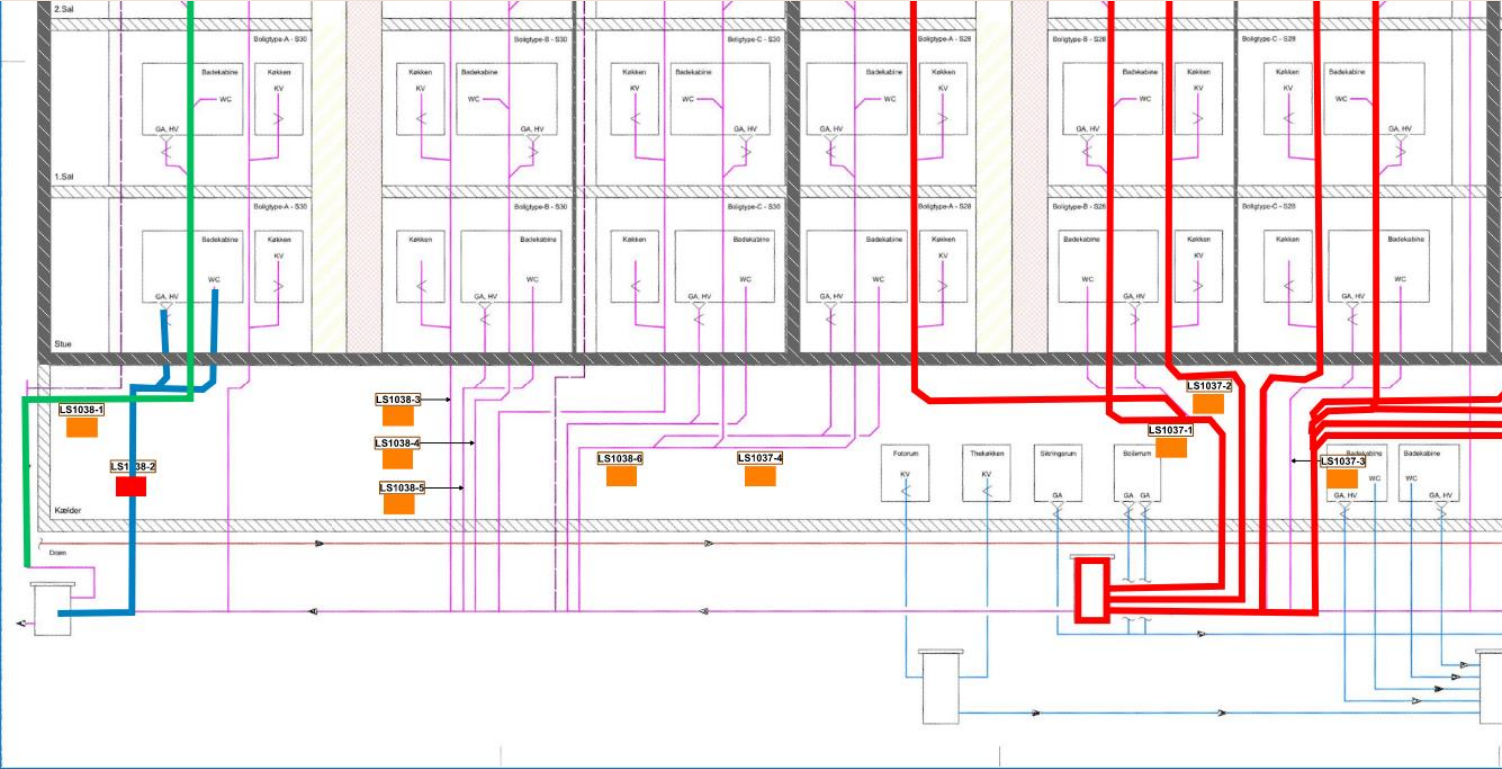 2.Sal
Boligtype-A - S30
Boligtype-B - S30
Boligtype-C - S30
Boligtype-A - S28
Boligtype-B - S28
Boligtype-C - S28
Badekabine
Køkken
Køkken
Badekabine
Køkken
Badekabine
Badekabine
Køkken
Badekabine
Køkken
Køkken
Badekabine
KV
KV
KV
KV
KV
KV
WC
WC
WC
WC
WC
WC
GA, HV
GA, HV
GA, HV
GA, HV
GA, HV
GA, HV
1.Sal
Boligtype-A - S30
Boligtype-B - S30
Boligtype-C - S30
Boligtype-A - S28
Boligtype-B - S28
Boligtype-C - S28
Badekabine
Køkken
Køkken
Badekabine
Køkken
Badekabine
Badekabine
Køkken
Badekabine
Køkken
Køkken
Badekabine
KV
KV
WC
WC
WC
WC
WC
WC
GA, HV
GA, HV
GA, HV
GA, HV
GA, HV
GA, HV
Stue
LS1037-2
LS1038-3
LS1038-1
LS1037-1
LS1038-4
LS1038-6
LS1037-4
LS1037-3
LS1038-2
LS1038-5
Fotorum
Thekøkken
Sikringsrum
Boilerrum
Badekabine
Badekabine
KV
KV
WC
WC
GA
GA
GA
GA, HV
GA, HV
Kælder
Dræn